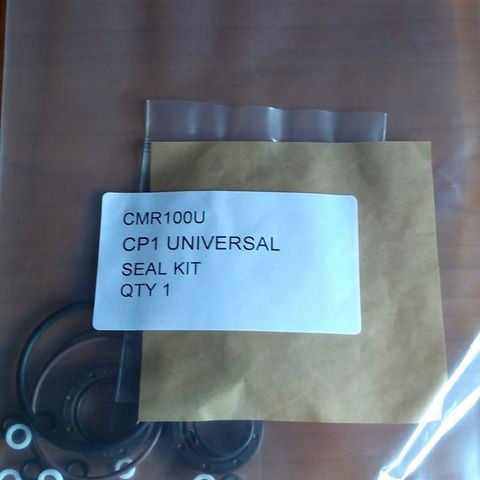 CMR100U
CP1 UNIVERSAL
SEAL KIT
QTY 1